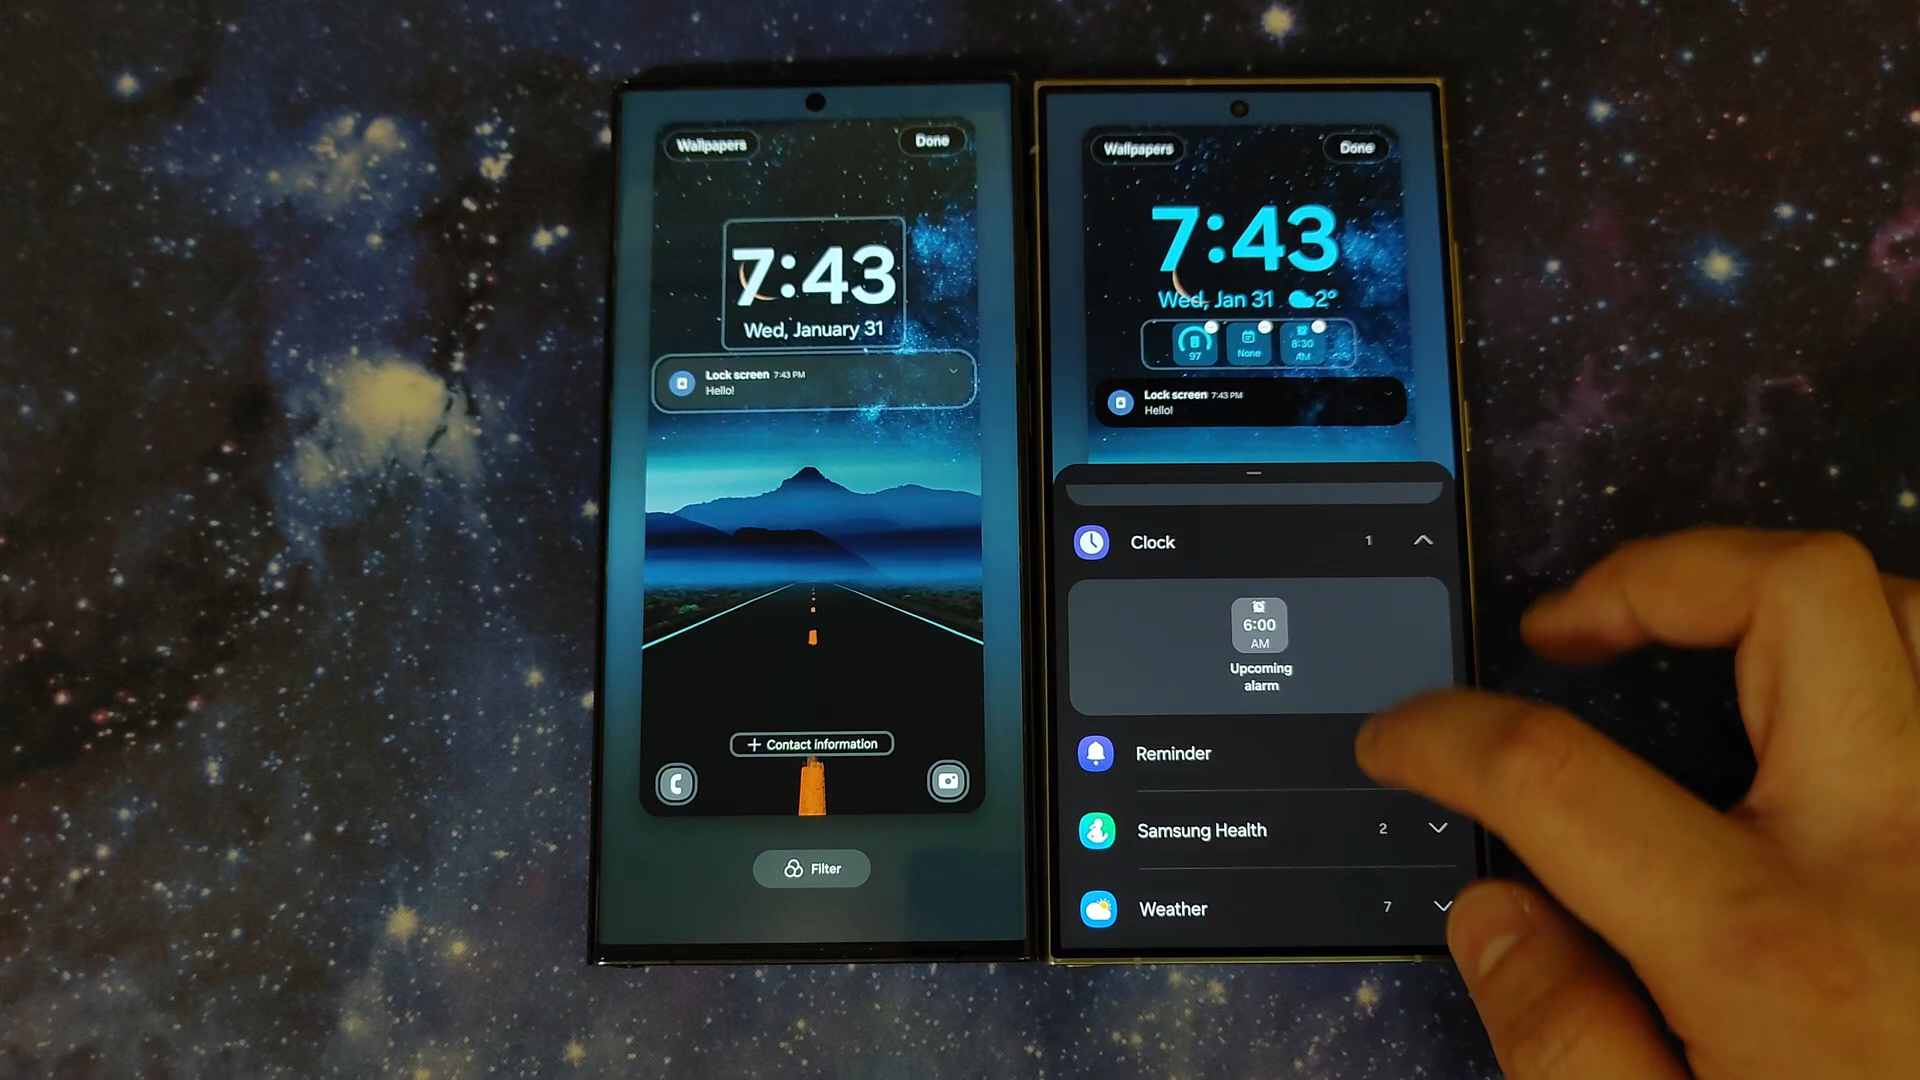 Wallpapers
Done
7:43
Wed, January 31
Lock screen 7:43 PM
Hello!
+ Contact information
Filter
Wallpapers
Done
7:43
Wed, Jan 31 2°
97
None
8:30
AM
Lock screen 7:43 PM
Hello!
Clock 1
6:00
AM
Upcoming
alarm
Reminder
Samsung Health 2
Weather 7